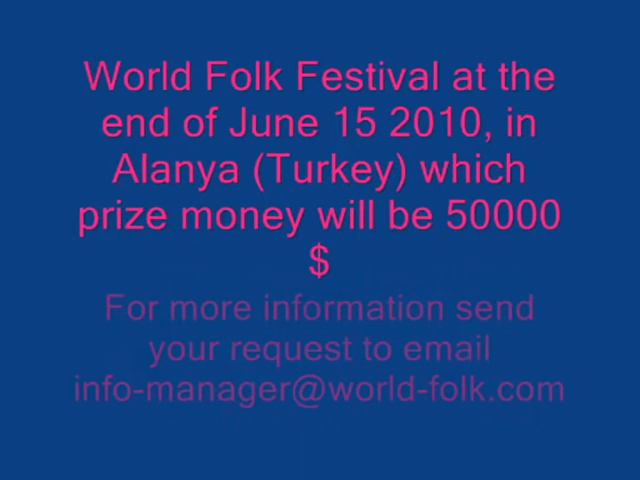 World Folk Festival at the
end of June 15 2010, in
Alanya (Turkey) which
prize money will be 50000
$
For more information send
your request to email
info-manager@world-folk.com